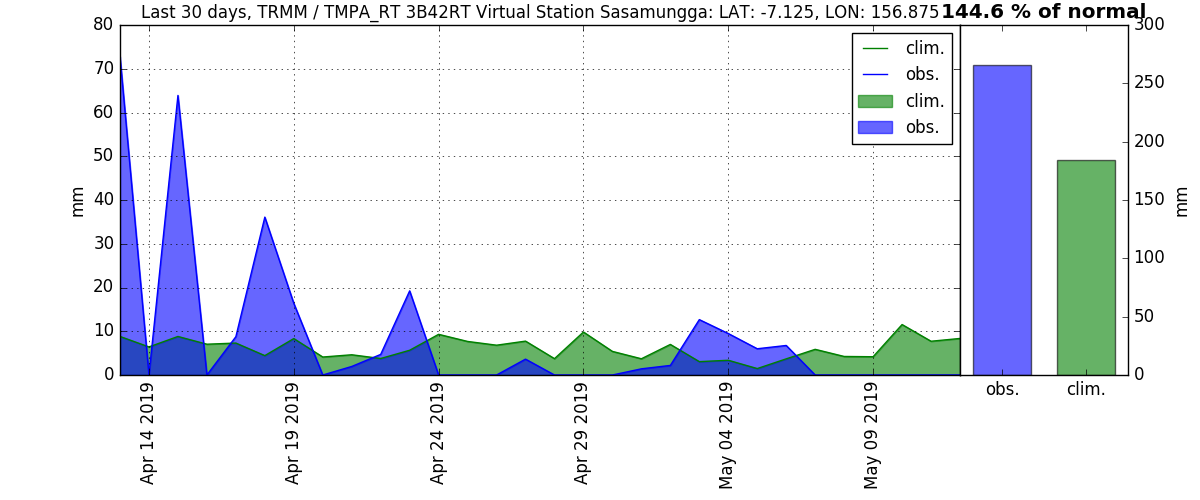 Last 30 days, TRMM / TMPA_RT 3B42RT Virtual Station Sasamungga: LAT: -7.125, LON: 156.875
144.6 % of normal
80
70
60
50
40
30
20
10
0
mm
clim.
obs.
clim.
obs.
Apr 14 2019
Apr 19 2019
Apr 24 2019
Apr 29 2019
May 04 2019
May 09 2019
300
250
200
150
100
50
0
mm
obs.
clim.